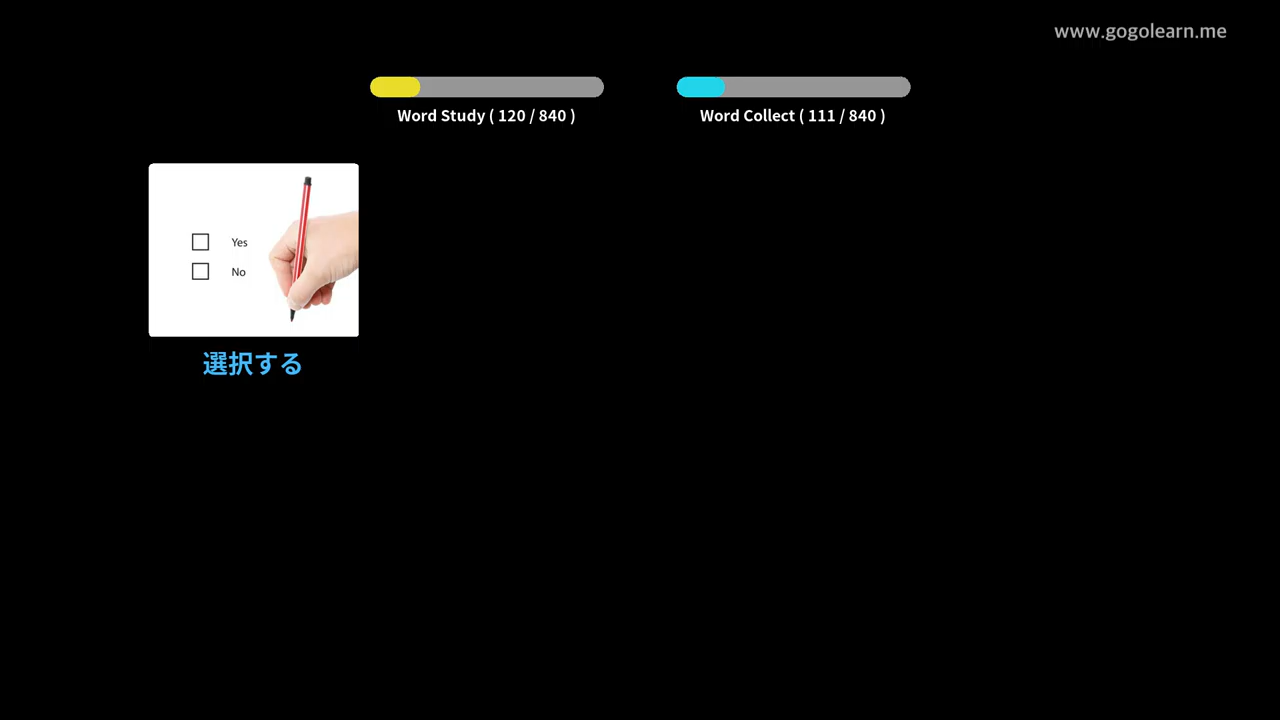 www.gogolearn.me
Word Study ( 120 / 840 )
Word Collect ( 111 / 840 )
Yes
No
選択する